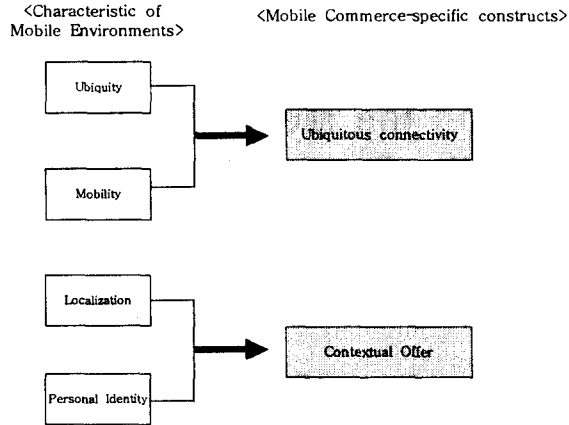 <Characteristic of
Mobile Environments>
<Mobile Commerce-specific constructs>
Ubiquity
Ubiquitous connectivity
Mobility
Localization
Contextual Offer
Personal Identity